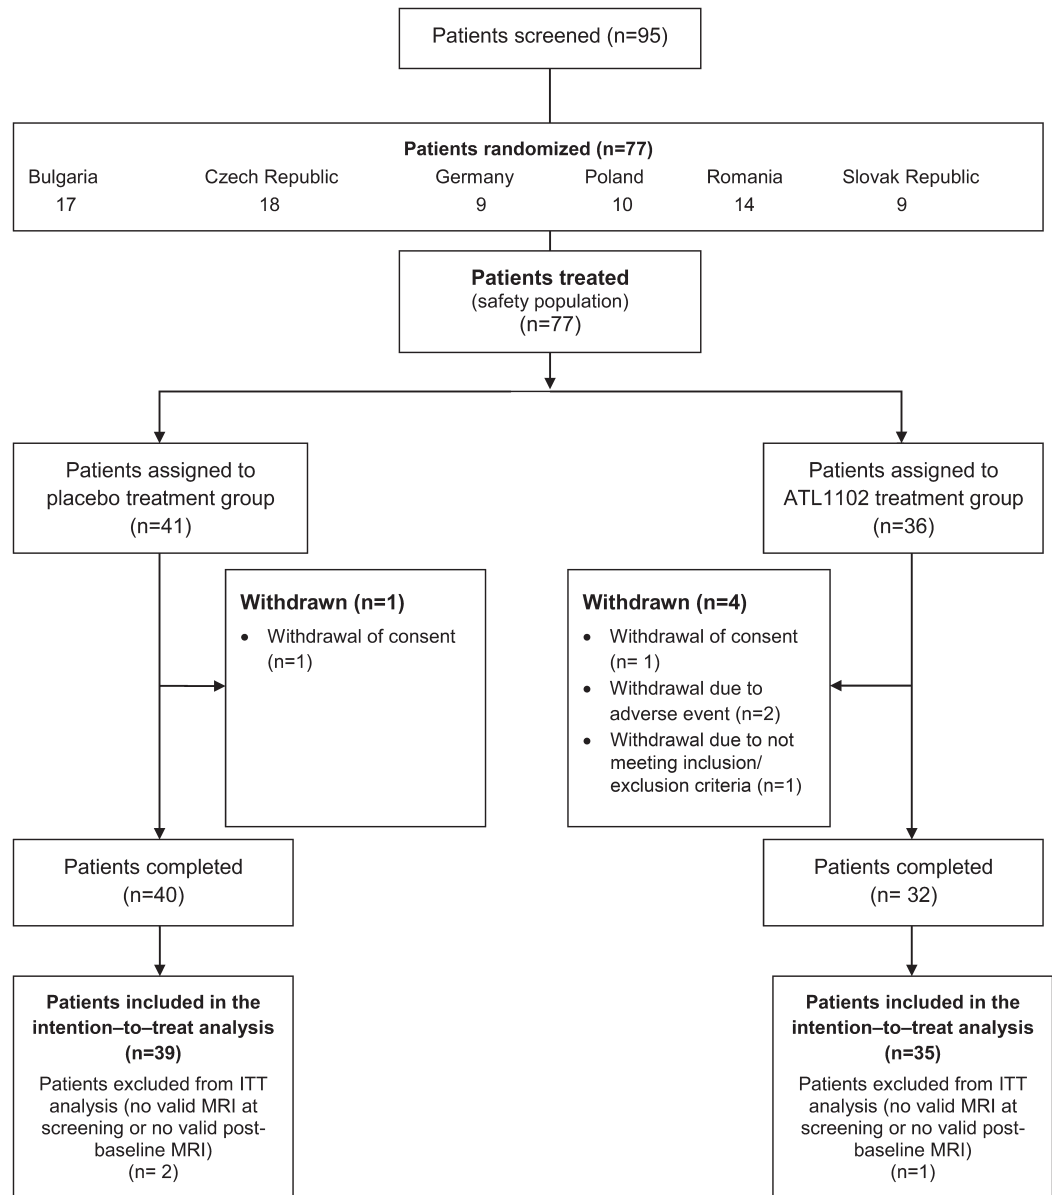 Patients screened (n=95)
Patients randomized (n=77)
Bulgaria Czech Republic Germany Poland Romania Slovak Republic
17 18 9 10 14 9
Patients treated
(safety population)
(n=77)
Patients assigned to
placebo treatment group
(n=41)
Patients assigned to
ATL1102 treatment group
(n=36)
Withdrawn (n=1)
• Withdrawal of consent
(n=1)
Withdrawn (n=4)
• Withdrawal of consent
(n= 1)
• Withdrawal due to
adverse event (n=2)
• Withdrawal due to not
meeting inclusion/
exclusion criteria (n=1)
Patients completed
(n=40)
Patients completed
(n= 32)
Patients included in the
intention–to–treat analysis
(n=39)
Patients excluded from ITT
analysis (no valid MRI at
screening or no valid post-
baseline MRI)
(n= 2)
Patients included in the
intention–to–treat analysis
(n=35)
Patients excluded from ITT
analysis (no valid MRI at
screening or no valid post-
baseline MRI)
(n=1)